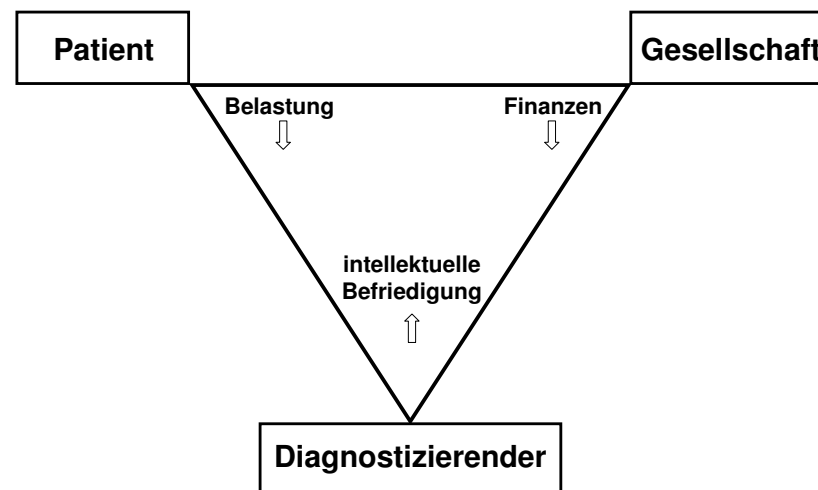 Patient
Gesellschaft
Belastung
Finanzen
intellektuelle
Befriedigung
Diagnostizierender